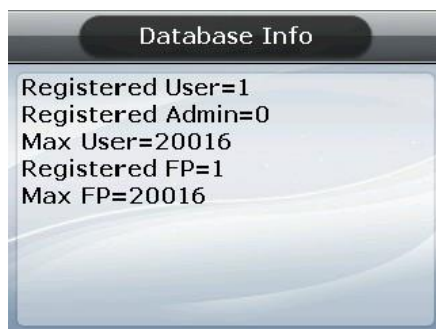 Database Info
Registered User=1
Registered Admin=0
Max User=20016
Registered FP=1
Max FP=20016